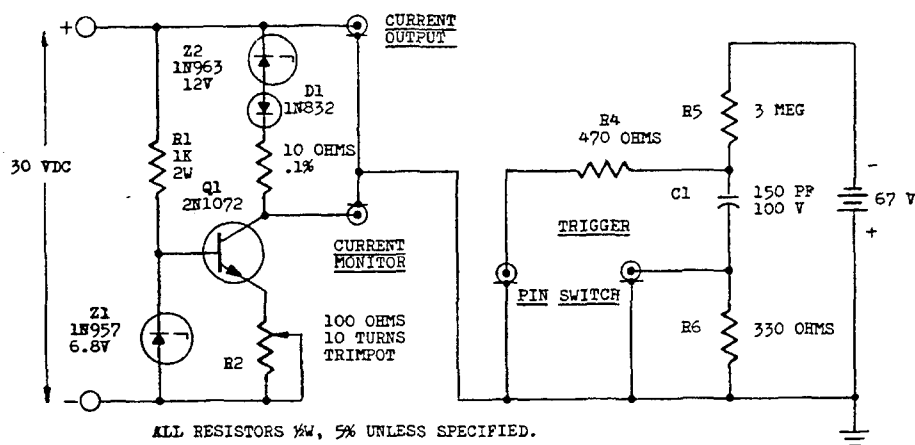 CURRENT
OUTPUT
+
Z2
1N963
12V
D1
1N832
R5
3 MEG
R4
470 OHMS
R1
1K
2W
10 OHMS
.1%
30 VDC
Q1
2N1072
C1
150 PF
100 V
-
67 V
+
TRIGGER
CURRENT
MONITOR
PIN SWITCH
Z1
1N957
6.8V
R2
100 OHMS
10 TURNS
TRIMPOT
R6
330 OHMS
-
ALL RESISTORS ½W, 5% UNLESS SPECIFIED.